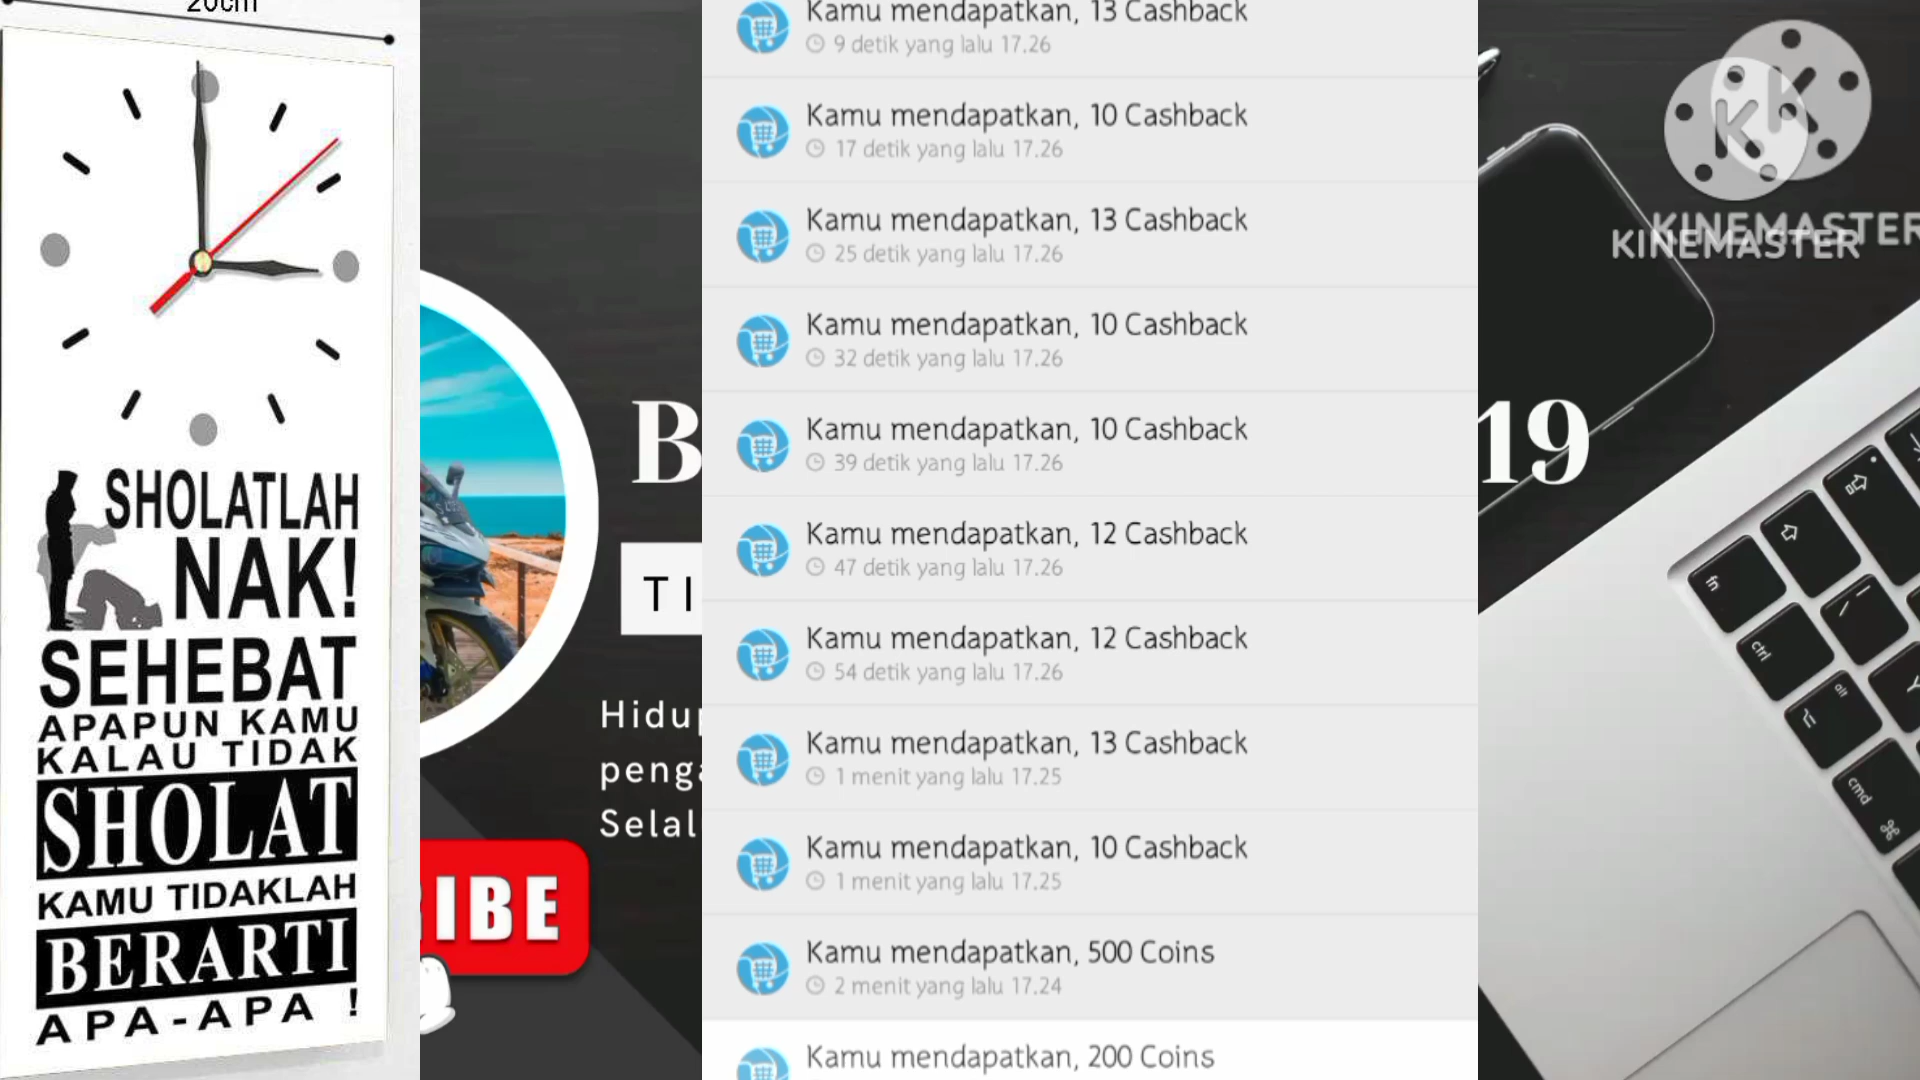 20cm
SHOLATLAH
NAK!
SEHEBAT
APAPUN KAMU
KALAU TIDAK
SHOLAT
KAMU TIDAKLAH
BERARTI
APA-APA !
B
TI
Hidup
penga
Selal
IBE
Kamu mendapatkan, 13 Cashback
9 detik yang lalu 17.26
Kamu mendapatkan, 10 Cashback
17 detik yang lalu 17.26
Kamu mendapatkan, 13 Cashback
25 detik yang lalu 17.26
Kamu mendapatkan, 10 Cashback
32 detik yang lalu 17.26
Kamu mendapatkan, 10 Cashback
39 detik yang lalu 17.26
Kamu mendapatkan, 12 Cashback
47 detik yang lalu 17.26
Kamu mendapatkan, 12 Cashback
54 detik yang lalu 17.26
Kamu mendapatkan, 13 Cashback
1 menit yang lalu 17.25
Kamu mendapatkan, 10 Cashback
1 menit yang lalu 17.25
Kamu mendapatkan, 500 Coins
2 menit yang lalu 17.24
Kamu mendapatkan, 200 Coins
K
K
KINEMASTER
KINEMASTER
19
ctrl
alt
cmd